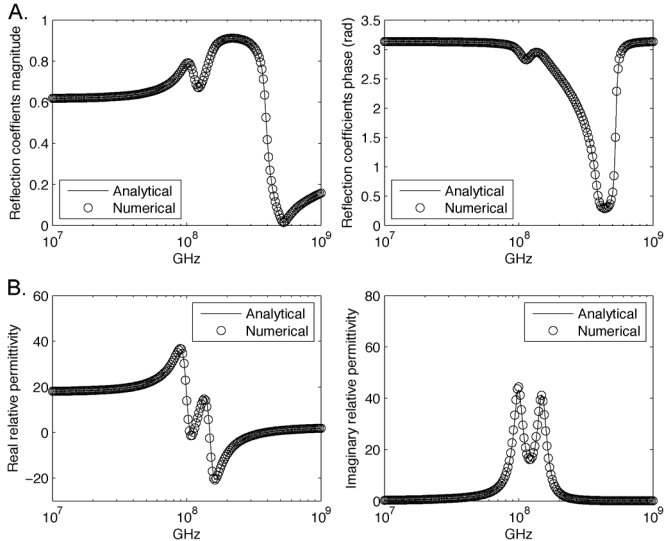 A.
Reflection coeffients magnitude
1
0.8
0.6
0.4
0.2
0
Analytical
Numerical
10^7
10^8
10^9
GHz
Reflection coefficients phase (rad)
3.5
3
2.5
2
1.5
1
0.5
0
Analytical
Numerical
10^7
10^8
10^9
GHz
B.
Real relative permittivity
60
40
20
0
−20
Analytical
Numerical
10^7
10^8
10^9
GHz
Imaginary relative permittivity
80
60
40
20
0
Analytical
Numerical
10^7
10^8
10^9
GHz